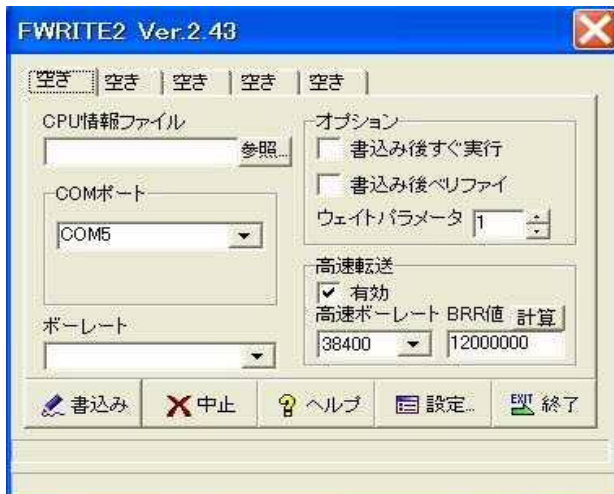 FWRITE2 Ver.2.43
空き 空き 空き 空き 空き
CPU情報ファイル
参照...
COMポート
COM5
ボーレート
オプション
書込み後すぐ実行
書込み後ベリファイ
ウェイトパラメータ 1
高速転送
有効
高速ボーレート BRR値 計算
38400 12000000
書込み 中止 ヘルプ 設定... EXIT 終了